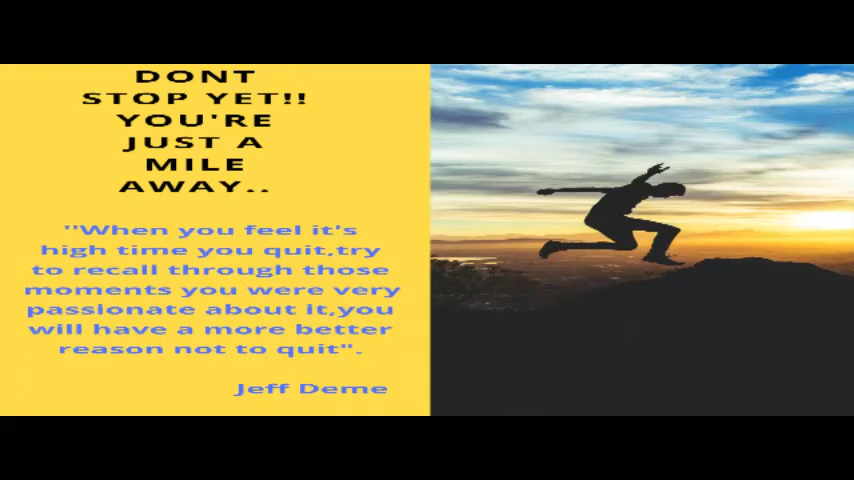 DONT
STOP YET!!
YOU'RE
JUST A
MILE
AWAY..
"When you feel it's
high time you quit,try
to recall through those
moments you were very
passionate about it,you
will have a more better
reason not to quit".
Jeff Deme